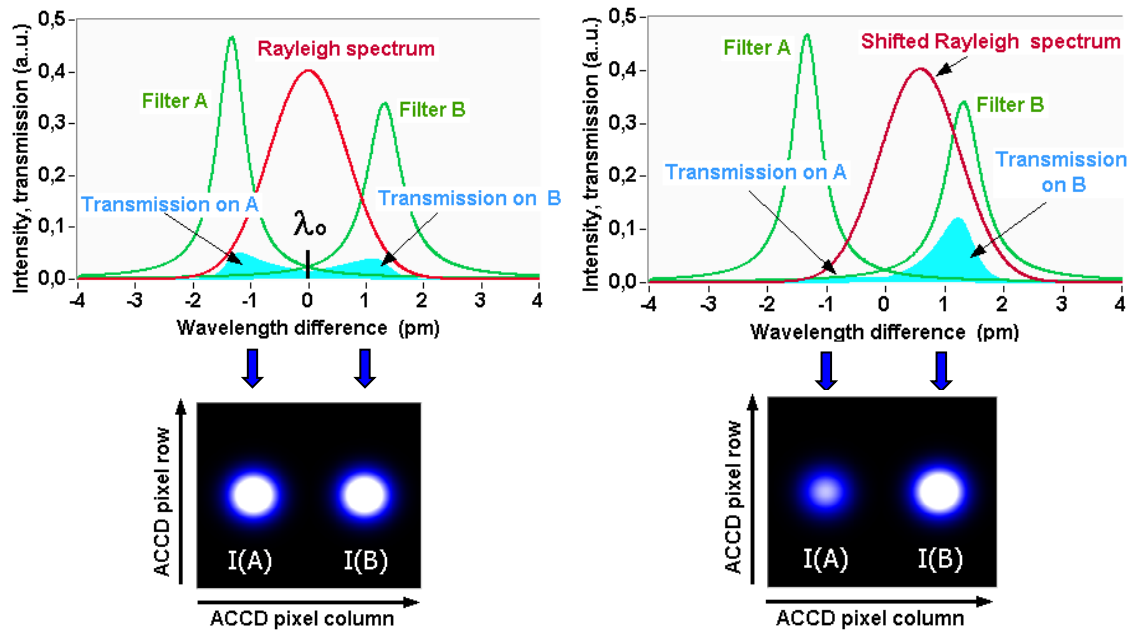 Intensity, transmission (a.u.)
0,5
0,4
0,3
0,2
0,1
0,0
Rayleigh spectrum
Filter A
Filter B
Transmission on A
Transmission on B
λo
-4 -3 -2 -1 0 1 2 3 4
Wavelength difference (pm)
ACCD pixel row
I(A) I(B)
ACCD pixel column
Intensity, transmission (a.u.)
0,5
0,4
0,3
0,2
0,1
0,0
Filter A
Shifted Rayleigh spectrum
Filter B
Transmission on A
Transmission
on B
-4 -3 -2 -1 0 1 2 3 4
Wavelength difference (pm)
ACCD pixel row
I(A) I(B)
ACCD pixel column